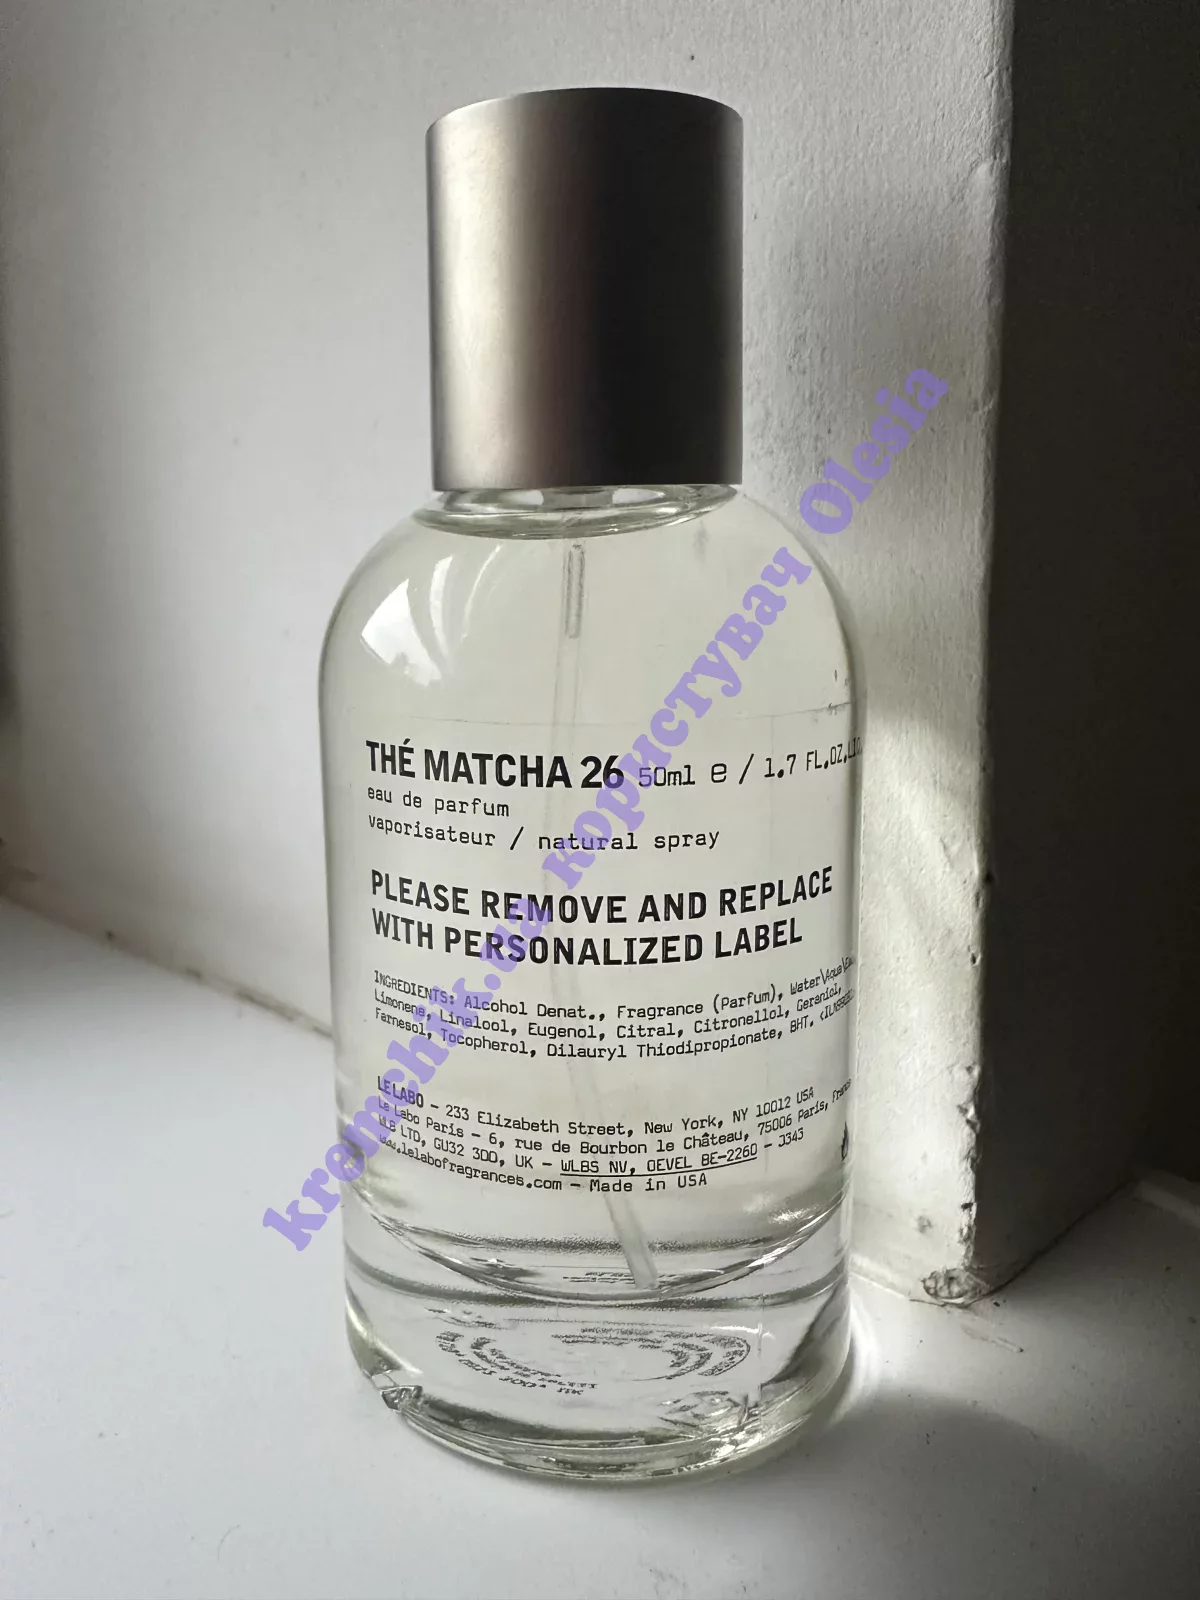 THÉ MATCHA 26 50ml e / 1.7 FL.OZ.LIQ.
eau de parfum
vaporisateur / natural spray
PLEASE REMOVE AND REPLACE
WITH PERSONALIZED LABEL
INGREDIENTS: Alcohol Denat., Fragrance (Parfum), Water\Aqua\Eau,
Limonene, Linalool, Eugenol, Citral, Citronellol, Geraniol,
Farnesol, Tocopherol, Dilauryl Thiodipropionate, BHT.
LE LABO – 233 Elizabeth Street, New York, NY 10012 USA
Le Labo Paris – 6, rue de Bourbon le Château, 75006 Paris, France
WLB LTD, GU32 3DD, UK – WLBS NV, OEVEL BE-2260 – J343
www.lelabofragrances.com – Made in USA
kremchik.ua користувач Olesia